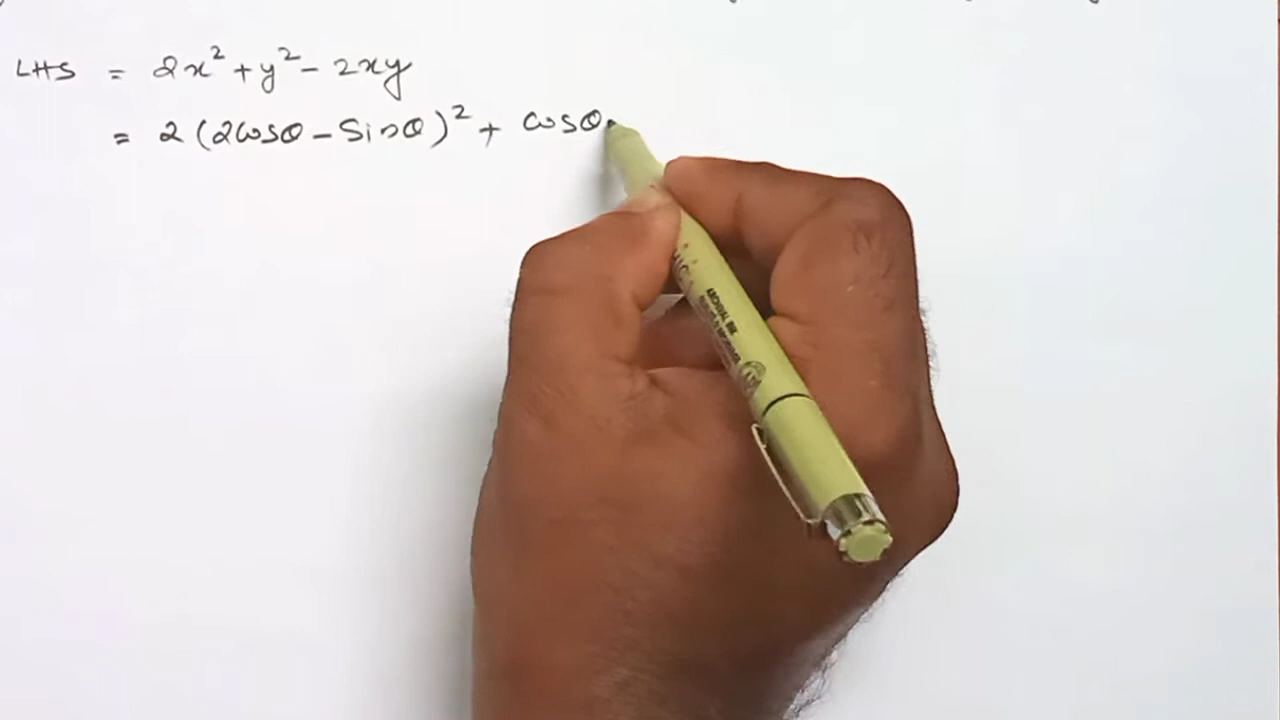 LHS = 2x² + y² - 2xy
= 2 (2cosθ - Sinθ)² + cosθ